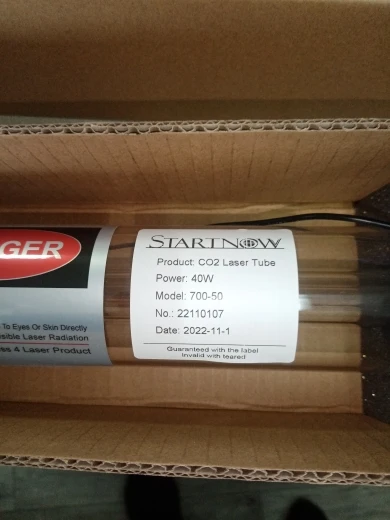 GER
To Eyes Or Skin Directly
sible Laser Radiation
ss 4 Laser Product
STARTNOW
Product: CO2 Laser Tube
Power: 40W
Model: 700-50
No.: 22110107
Date: 2022-11-1
Guaranteed with the label
Invalid with teared